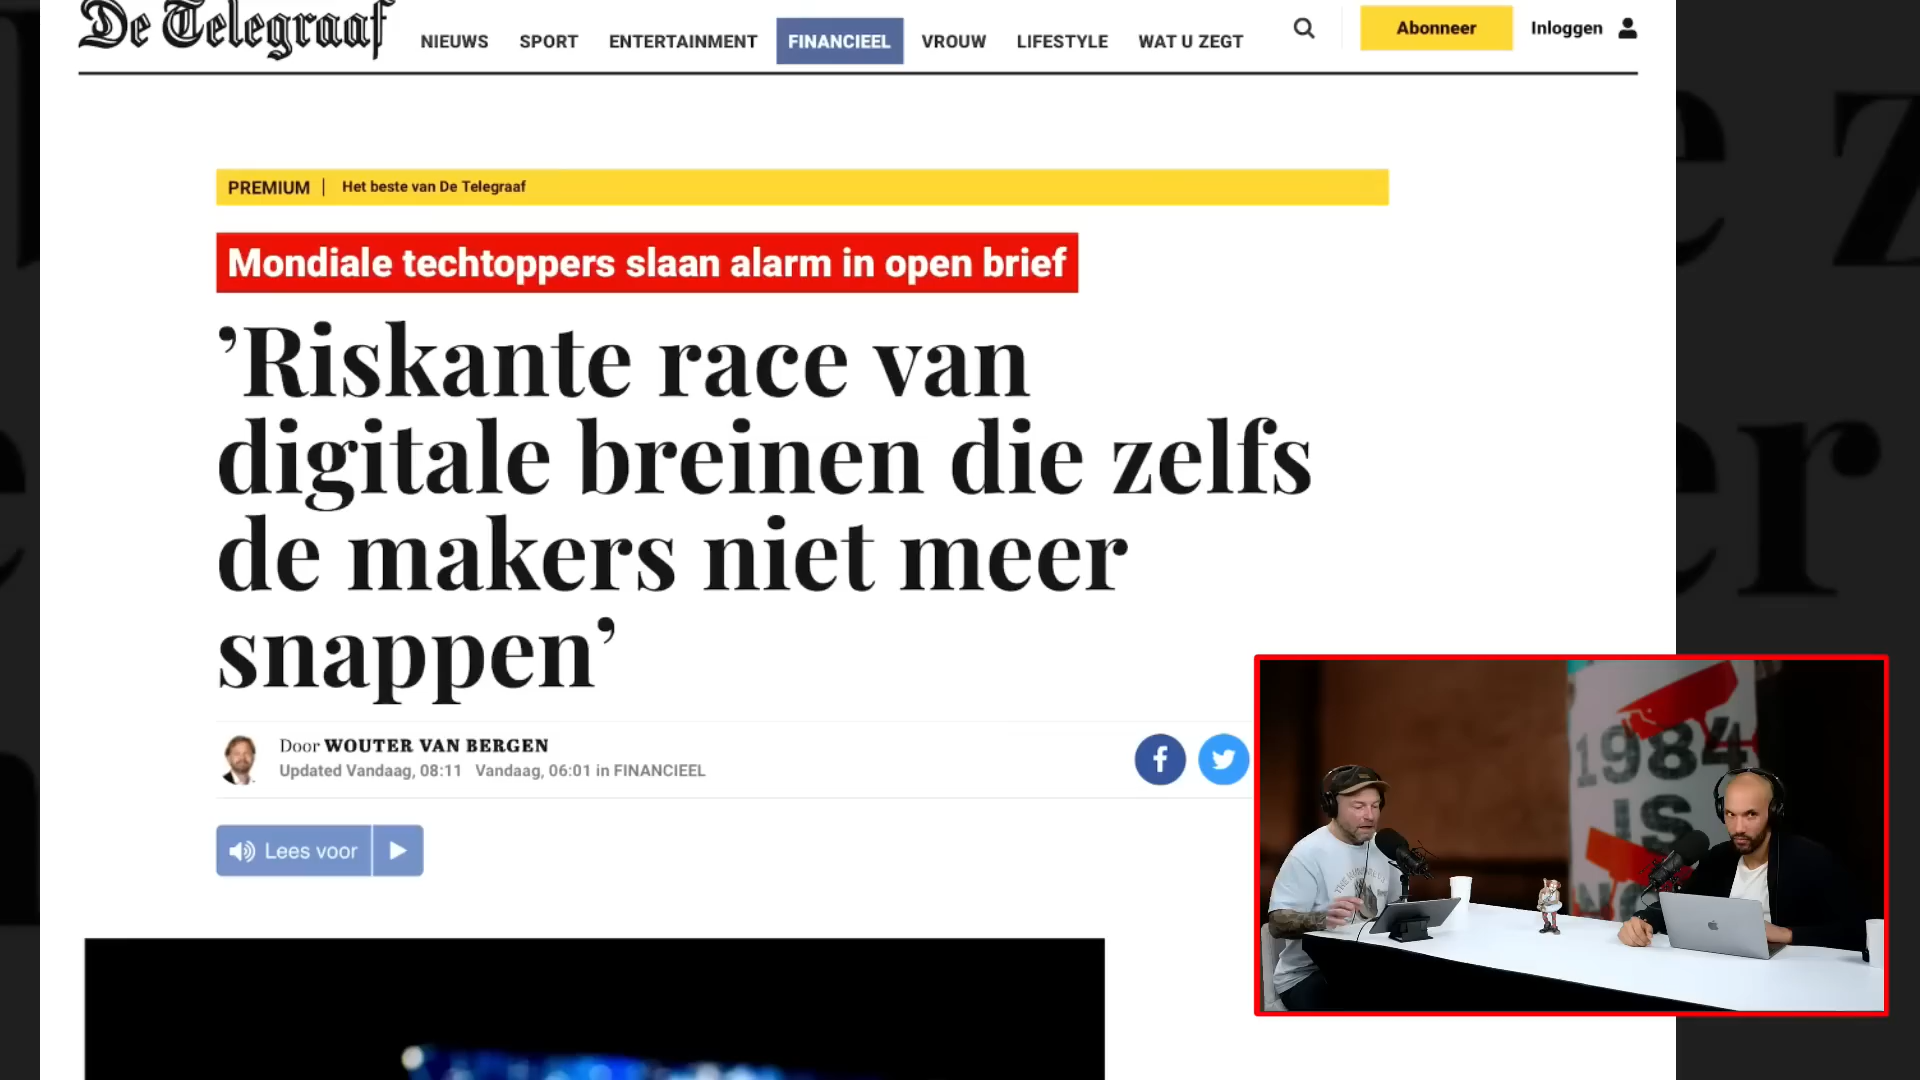 De Telegraaf
NIEUWS SPORT ENTERTAINMENT FINANCIEEL VROUW LIFESTYLE WAT U ZEGT Abonneer Inloggen
PREMIUM | Het beste van De Telegraaf
Mondiale techtoppers slaan alarm in open brief
’Riskante race van
digitale breinen die zelfs
de makers niet meer
snappen’
Door WOUTER VAN BERGEN
Updated Vandaag, 08:11 Vandaag, 06:01 in FINANCIEEL
Lees voor
1984
IS